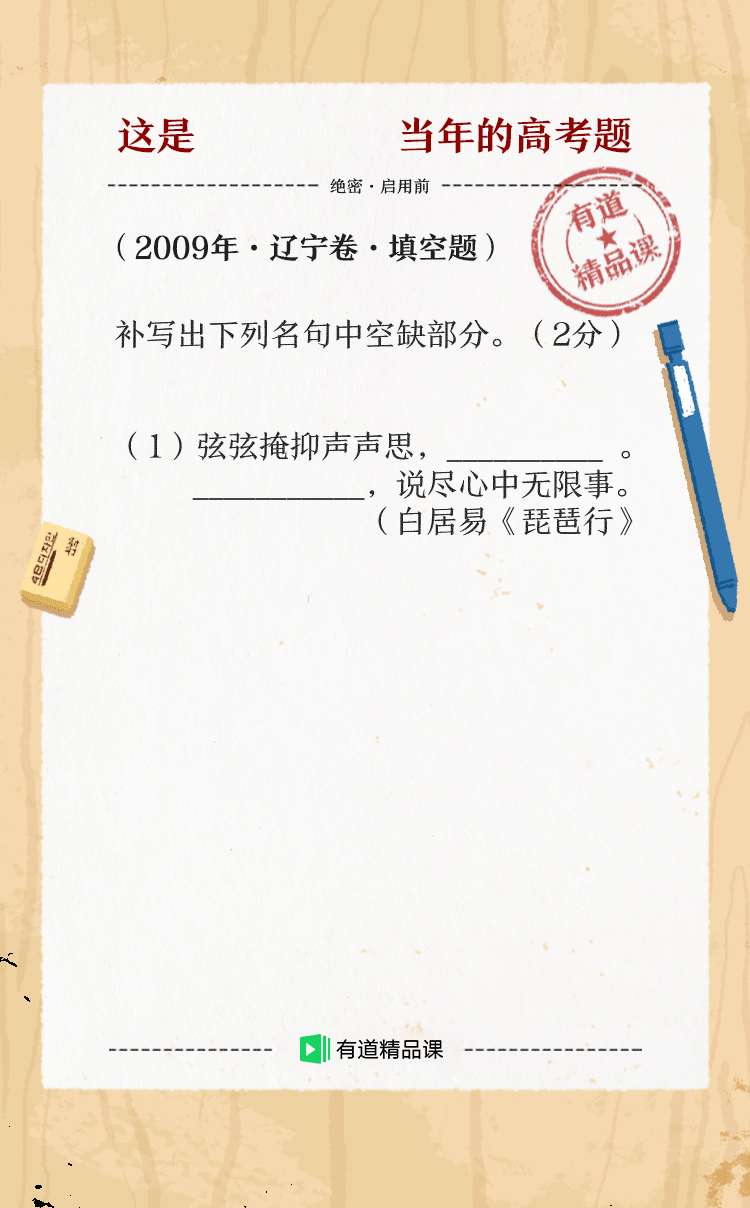 这是 当年的高考题
绝密·启用前
有道
精品课
（2009年·辽宁卷·填空题）
补写出下列名句中空缺部分。（2分）
（1）弦弦掩抑声声思，__________ 。
___________，说尽心中无限事。
（白居易《琵琶行》
有道精品课